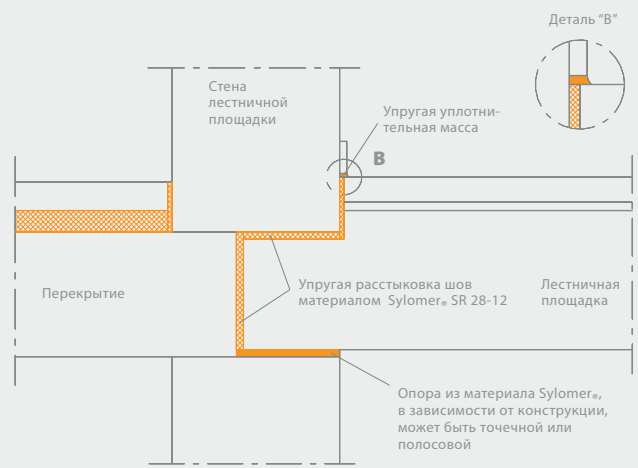 Деталь "B"
Стена
лестничной
площадки
Упругая уплотни-
тельная масса
B
Перекрытие
Упругая расстыковка шов
материалом Sylomer® SR 28-12
Лестничная
площадка
Опора из материала Sylomer®,
в зависимости от конструкции,
может быть точечной или
полосовой